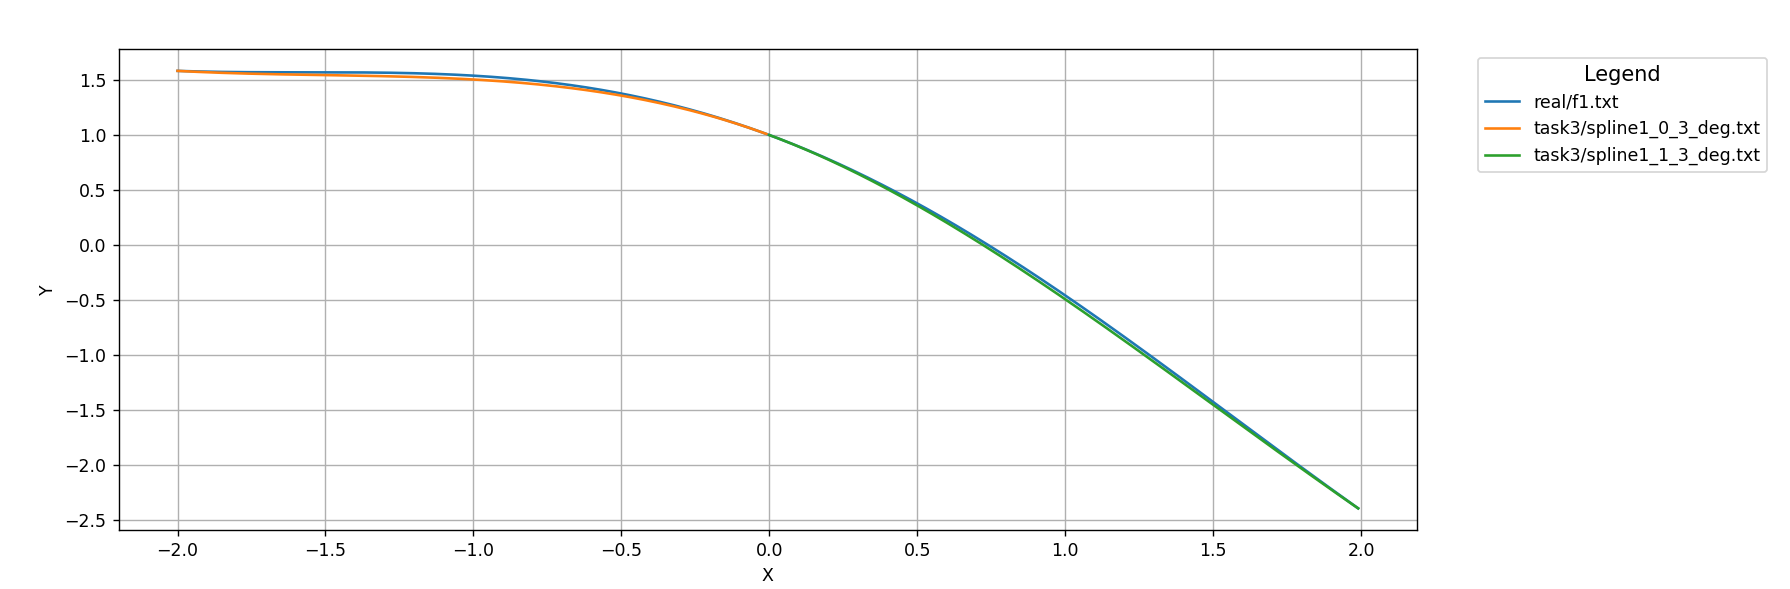 Legend
real/f1.txt
task3/spline1_0_3_deg.txt
task3/spline1_1_3_deg.txt
1.5
1.0
0.5
0.0
−0.5
−1.0
−1.5
−2.0
−2.5
Y
−2.0 −1.5 −1.0 −0.5 0.0 0.5 1.0 1.5 2.0
X